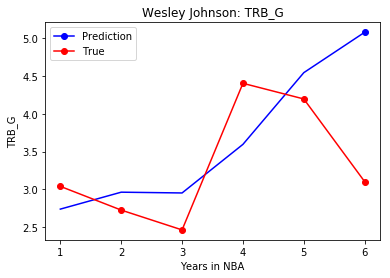 Wesley Johnson: TRB_G
Prediction
True
5.0
4.5
4.0
3.5
3.0
2.5
TRB_G
1 2 3 4 5 6
Years in NBA